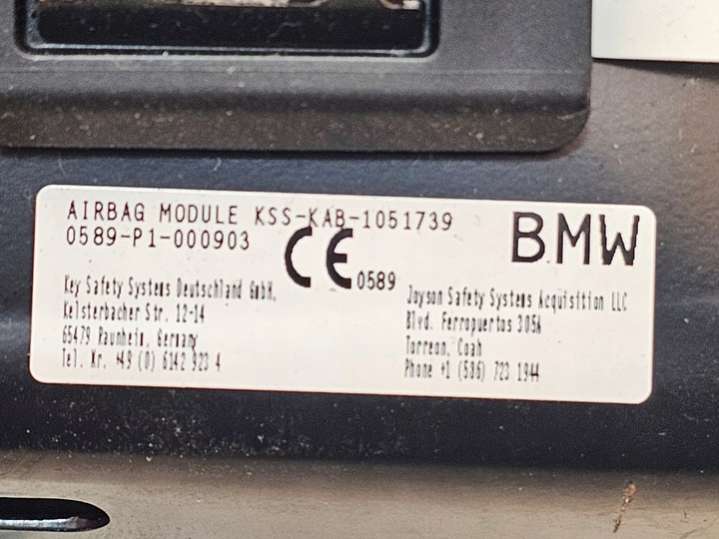 AIRBAG MODULE KSS-KAB-1051739
0589-P1-000903
CE 0589
BMW
Key Safety Systems Deutschland GmbH,
Kelsterbacher Str. 12-14
65479 Raunheim, Germany
Tel. Nr. +49 (0) 6142 923 4
Joyson Safety Systems Acquisition LLC
Blvd. Ferropuertos 305A
Torreon, Coah
Phone +1 (586) 723 1944